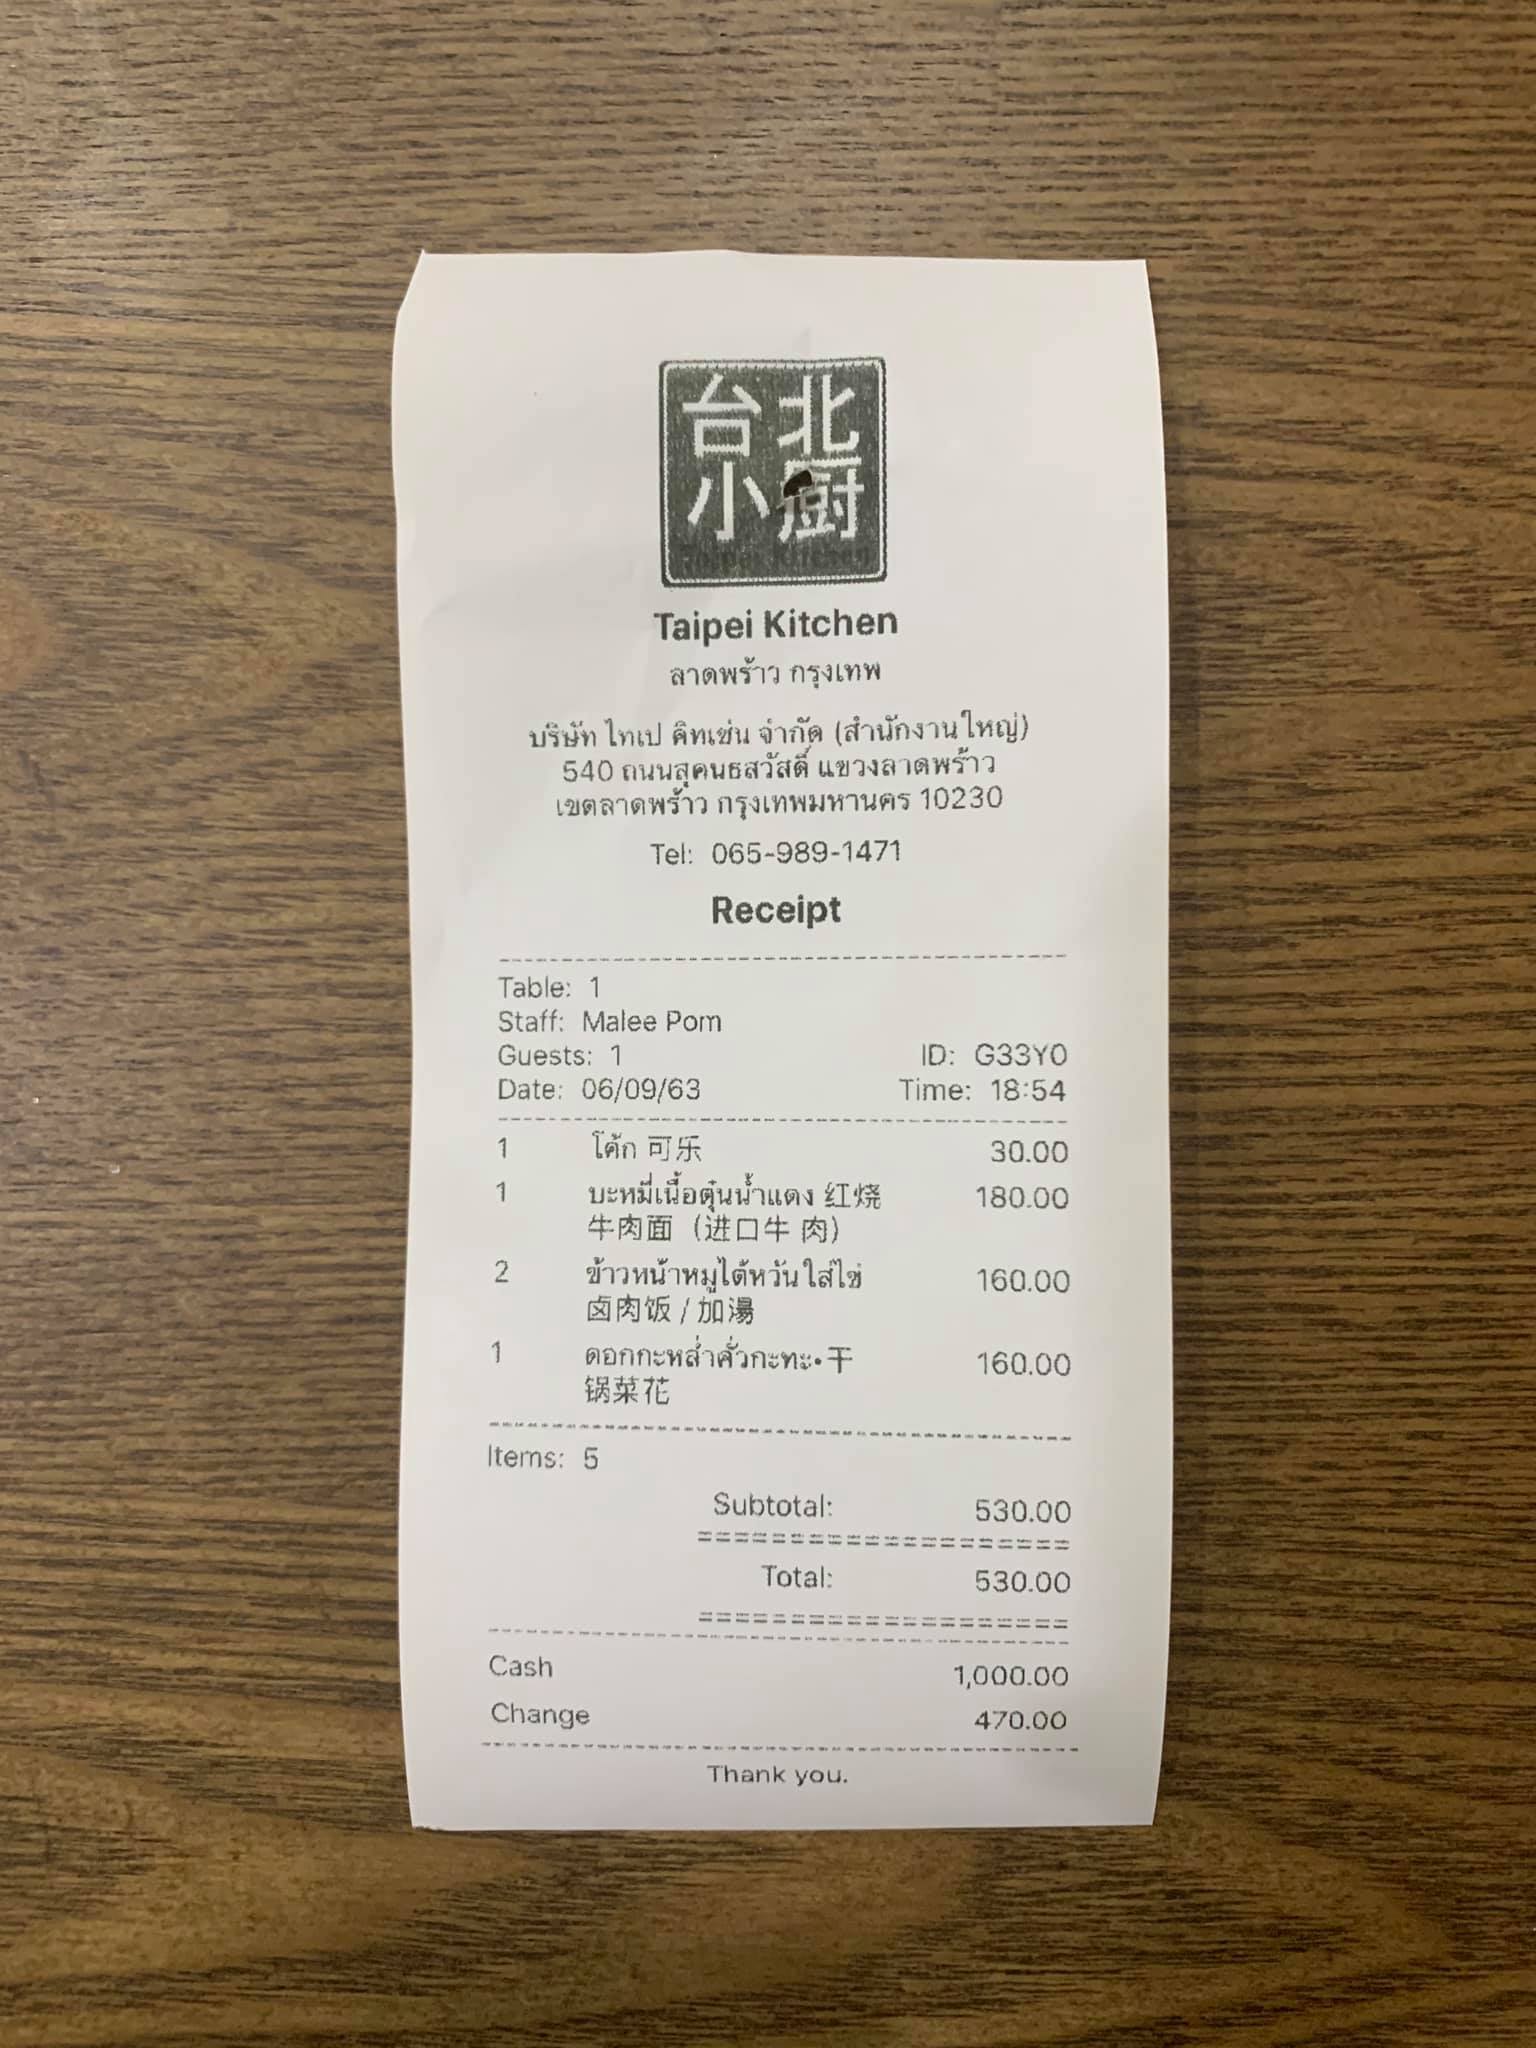 台北
小厨
Taipei Kitchen
Taipei Kitchen
ลาดพร้าว กรุงเทพ
บริษัท ไทเป คิทเช่น จำกัด (สำนักงานใหญ่)
540 ถนนสุคนธสวัสดิ์ แขวงลาดพร้าว
เขตลาดพร้าว กรุงเทพมหานคร 10230
Tel: 065-989-1471
Receipt
Table: 1
Staff: Malee Pom
Guests: 1 ID: G33Y0
Date: 06/09/63 Time: 18:54
1 โค้ก 可乐 30.00
1 บะหมี่เนื้อตุ๋นน้ำแดง 红烧 180.00
牛肉面（进口牛 肉）
2 ข้าวหน้าหมูไต้หวันใส่ไข่ 160.00
卤肉饭 / 加湯
1 ดอกกะหล่ำคั่วกะทะ•干 160.00
锅菜花
Items: 5
Subtotal: 530.00
Total: 530.00
Cash 1,000.00
Change 470.00
Thank you.